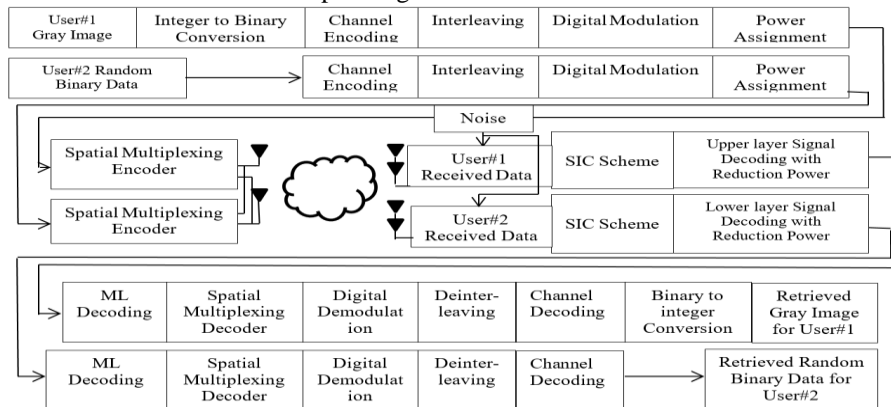 User#1
Gray Image
Integer to Binary
Conversion
Channel
Encoding
Interleaving
Digital Modulation
Power
Assignment
User#2 Random
Binary Data
Channel
Encoding
Interleaving
Digital Modulation
Power
Assignment
Noise
Spatial Multiplexing
Encoder
User#1
Received Data
SIC Scheme
Upper layer Signal
Decoding with
Reduction Power
Spatial Multiplexing
Encoder
User#2
Received Data
SIC Scheme
Lower layer Signal
Decoding with
Reduction Power
ML
Decoding
Spatial
Multiplexing
Decoder
Digital
Demodulat
ion
Deinter-
leaving
Channel
Decoding
Binary to
integer
Conversion
Retrieved
Gray Image
for User#1
ML
Decoding
Spatial
Multiplexing
Decoder
Digital
Demodulat
ion
Deinter-
leaving
Channel
Decoding
Retrieved Random
Binary Data for
User#2